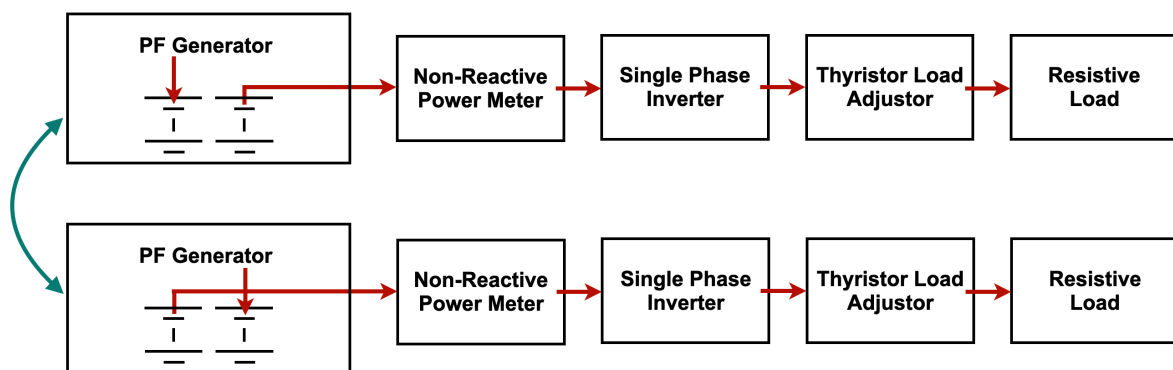 PF Generator
Non-Reactive
Power Meter
Single Phase
Inverter
Thyristor Load
Adjustor
Resistive
Load
PF Generator
Non-Reactive
Power Meter
Single Phase
Inverter
Thyristor Load
Adjustor
Resistive
Load